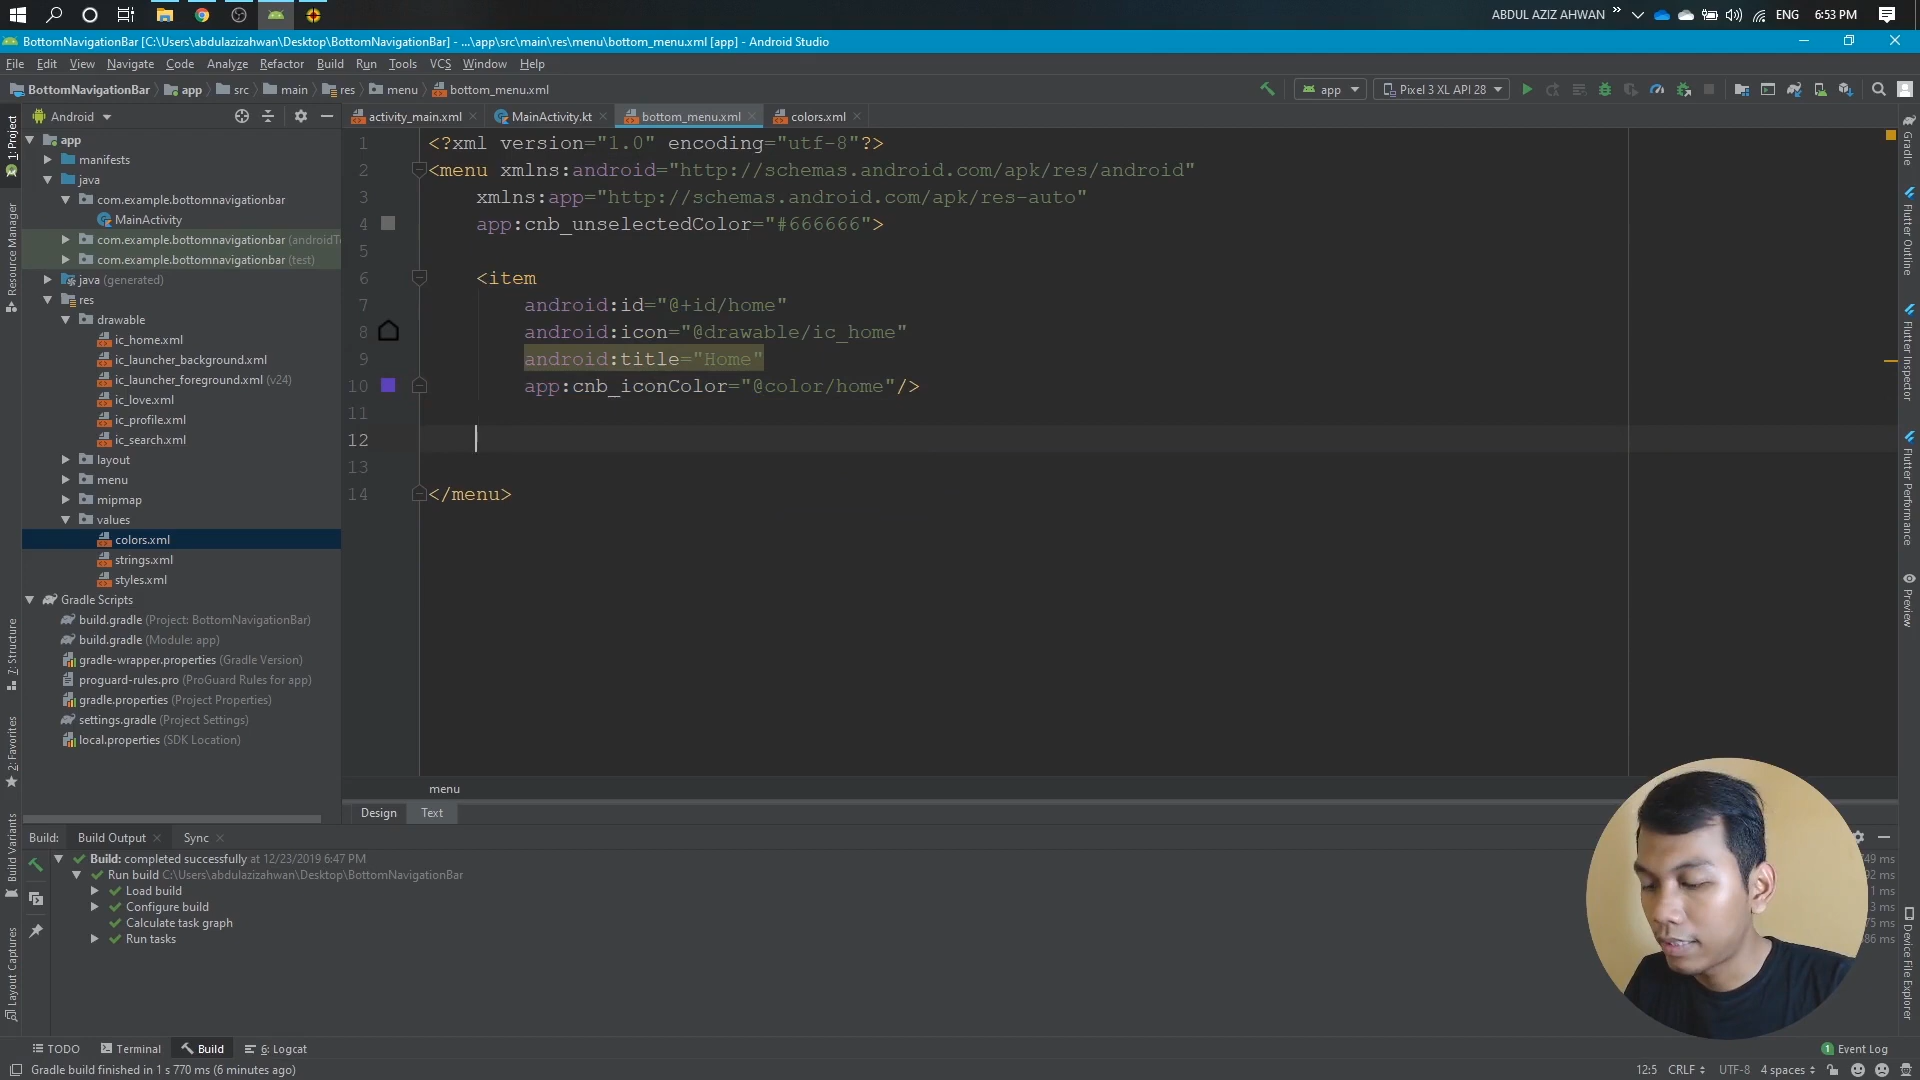 ABDUL AZIZ AHWAN
ENG
6:53 PM
BottomNavigationBar [C:\Users\abdulazizahwan\Desktop\BottomNavigationBar] - ...\app\src\main\res\menu\bottom_menu.xml [app] - Android Studio
File Edit View Navigate Code Analyze Refactor Build Run Tools VCS Window Help
BottomNavigationBar app src main res menu bottom_menu.xml
app
Pixel 3 XL API 28
Android
activity_main.xml
MainActivity.kt
bottom_menu.xml
colors.xml
1: Project
Resource Manager
7: Structure
2: Favorites
Build Variants
Layout Captures
app
manifests
java
com.example.bottomnavigationbar
MainActivity
com.example.bottomnavigationbar (androidTe
com.example.bottomnavigationbar (test)
java (generated)
res
drawable
ic_home.xml
ic_launcher_background.xml
ic_launcher_foreground.xml (v24)
ic_love.xml
ic_profile.xml
ic_search.xml
layout
menu
mipmap
values
colors.xml
strings.xml
styles.xml
Gradle Scripts
build.gradle (Project: BottomNavigationBar)
build.gradle (Module: app)
gradle-wrapper.properties (Gradle Version)
proguard-rules.pro (ProGuard Rules for app)
gradle.properties (Project Properties)
settings.gradle (Project Settings)
local.properties (SDK Location)
1 <?xml version="1.0" encoding="utf-8"?>
2 <menu xmlns:android="http://schemas.android.com/apk/res/android"
3 xmlns:app="http://schemas.android.com/apk/res-auto"
4 app:cnb_unselectedColor="#666666">
5
6 <item
7 android:id="@+id/home"
8 android:icon="@drawable/ic_home"
9 android:title="Home"
10 app:cnb_iconColor="@color/home"/>
11
12
13
14 </menu>
menu
Design Text
Gradle
Flutter Outline
Flutter Inspector
Flutter Performance
Preview
Device File Explorer
Build: Build Output Sync
Build: completed successfully at 12/23/2019 6:47 PM
Run build C:\Users\abdulazizahwan\Desktop\BottomNavigationBar
Load build
Configure build
Calculate task graph
Run tasks
TODO
Terminal
Build
6: Logcat
1 Event Log
Gradle build finished in 1 s 770 ms (6 minutes ago)
12:5 CRLF UTF-8 4 spaces